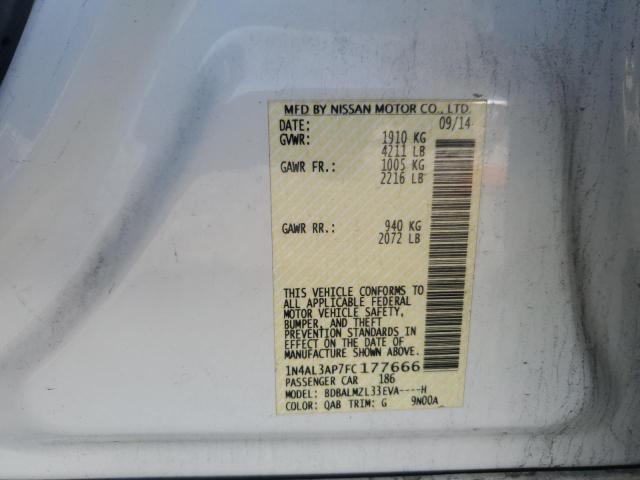 MFD BY NISSAN MOTOR CO., LTD.
DATE: 09/14
GVWR: 1910 KG
4211 LB
GAWR FR.: 1005 KG
2216 LB
GAWR RR.: 940 KG
2072 LB
THIS VEHICLE CONFORMS TO
ALL APPLICABLE FEDERAL
MOTOR VEHICLE SAFETY,
BUMPER, AND THEFT
PREVENTION STANDARDS IN
EFFECT ON THE DATE OF
MANUFACTURE SHOWN ABOVE.
1N4AL3AP7FC177666
PASSENGER CAR 186
MODEL: BDBALMZL33EVA----H
COLOR: QAB TRIM: G 9N00A